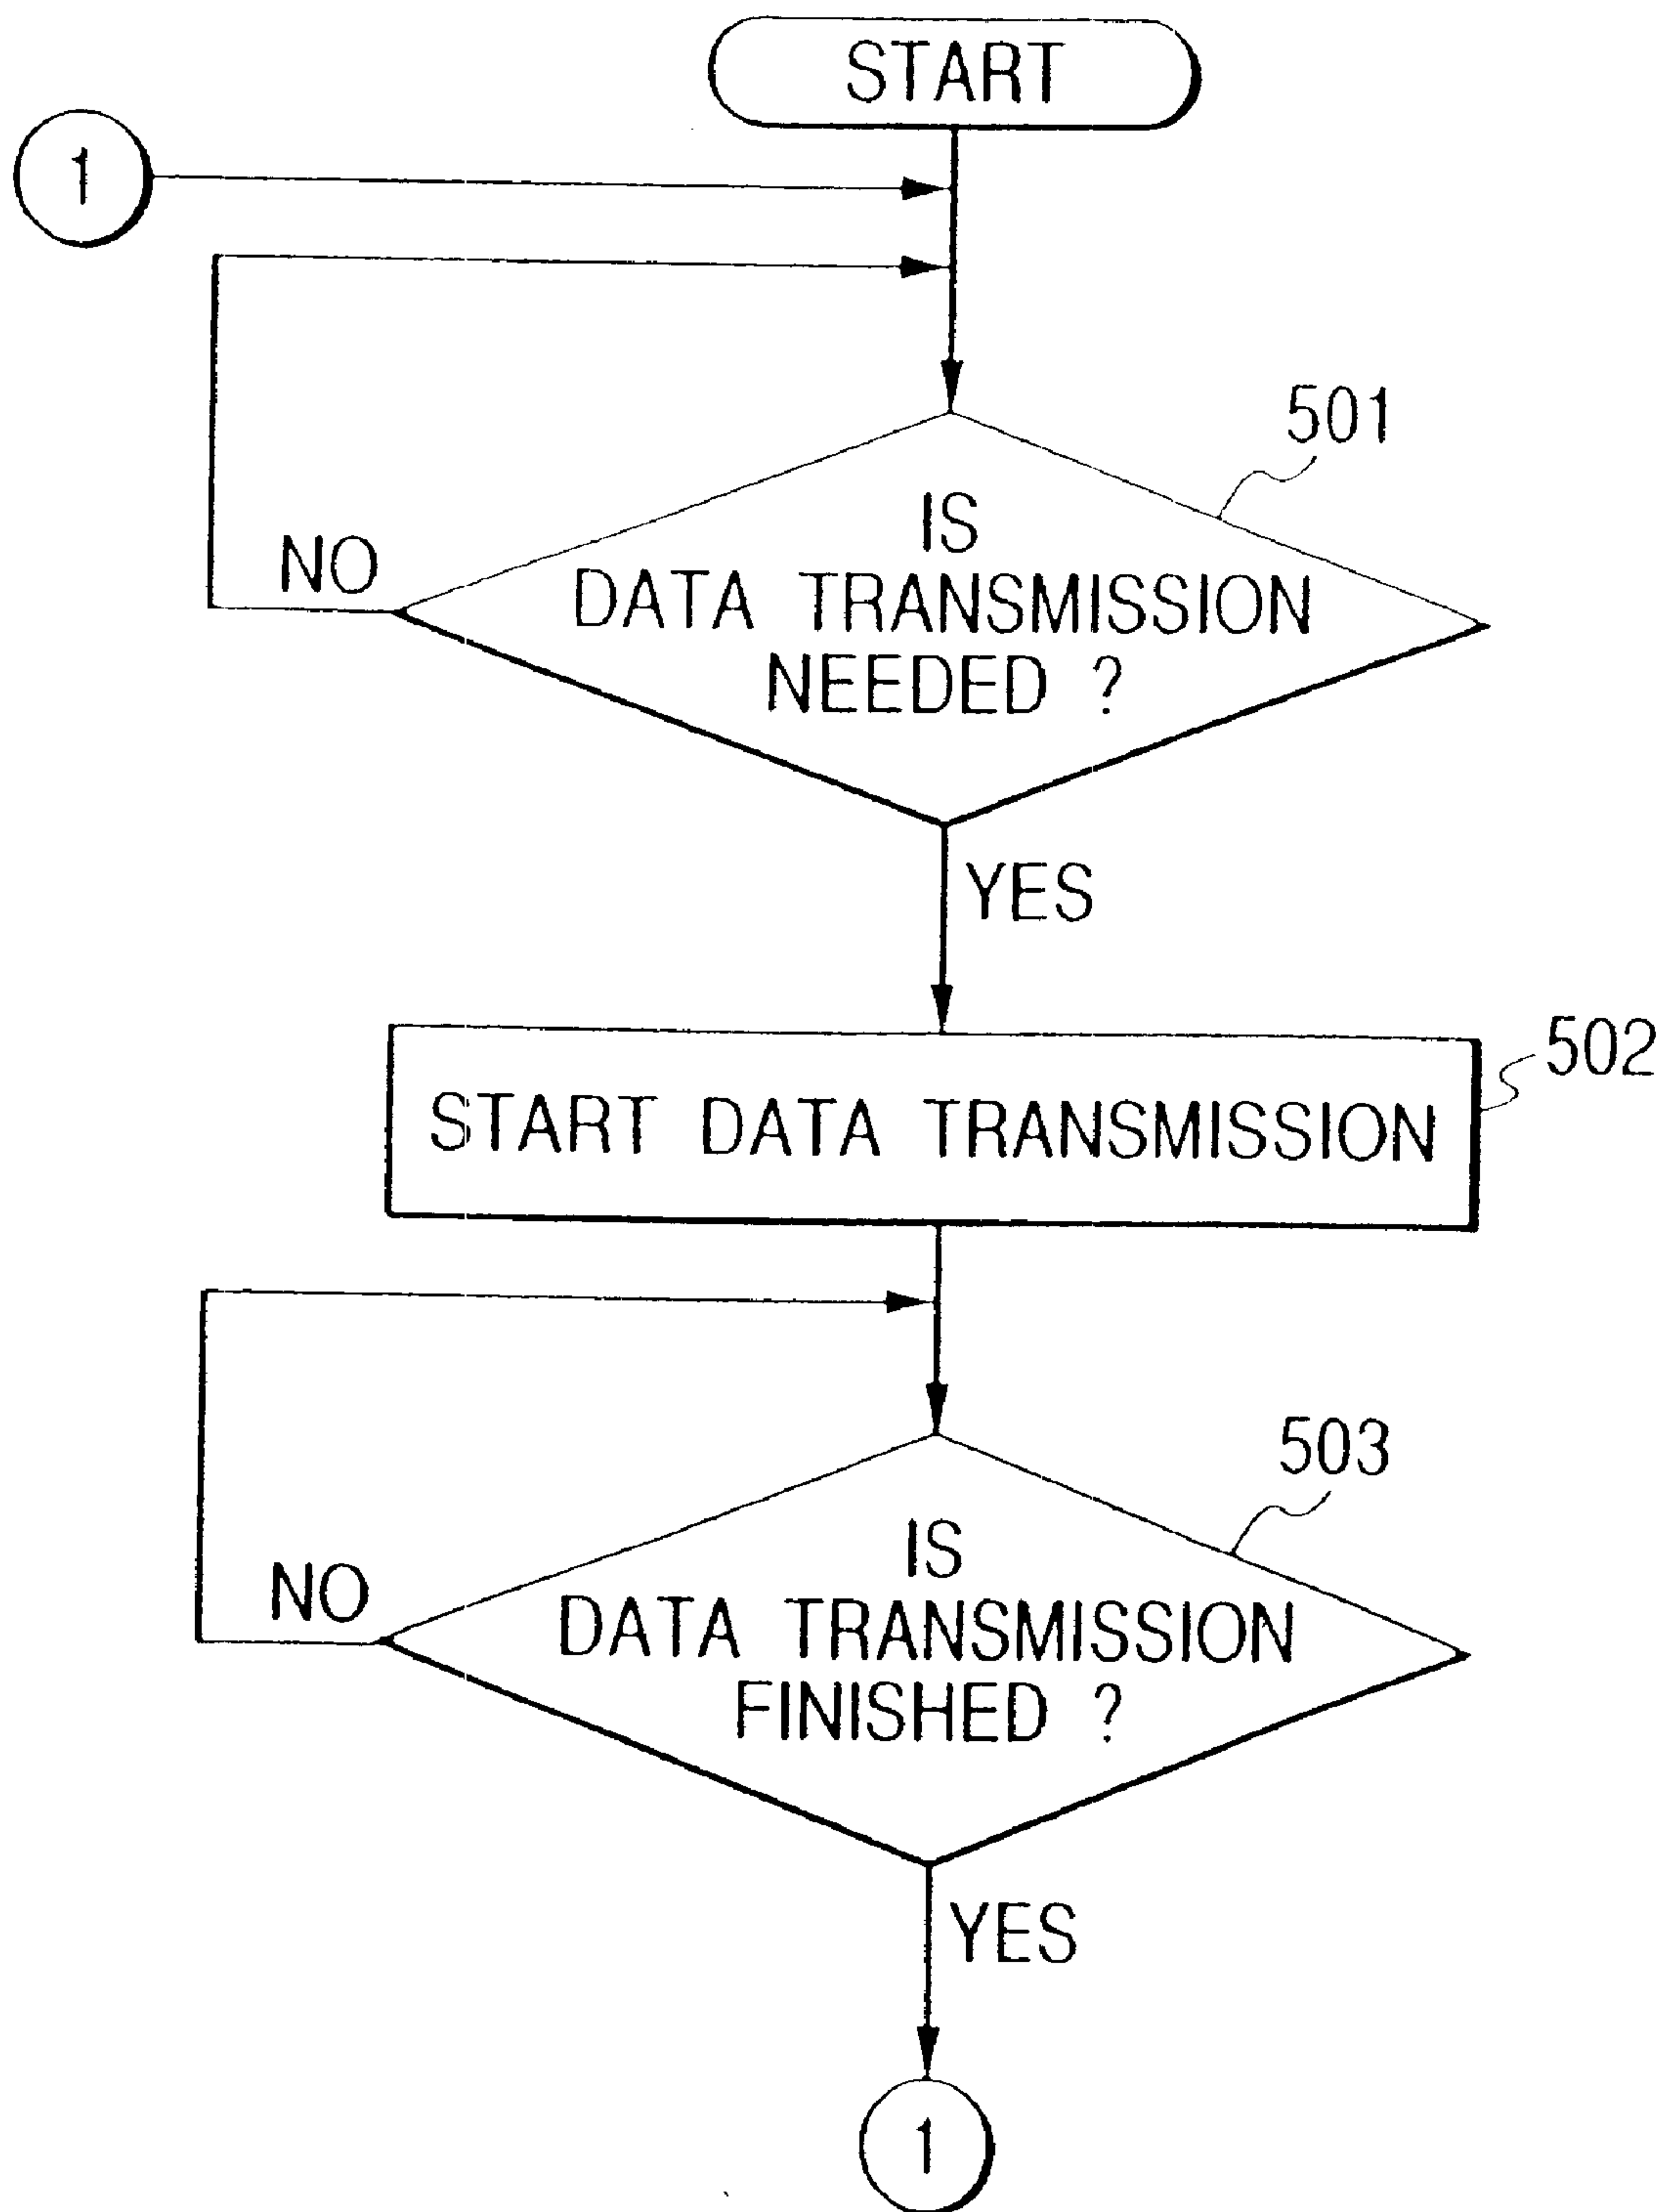 START
1
501
IS
DATA TRANSMISSION
NEEDED ?
NO
YES
502
START DATA TRANSMISSION
503
IS
DATA TRANSMISSION
FINISHED ?
NO
YES
1